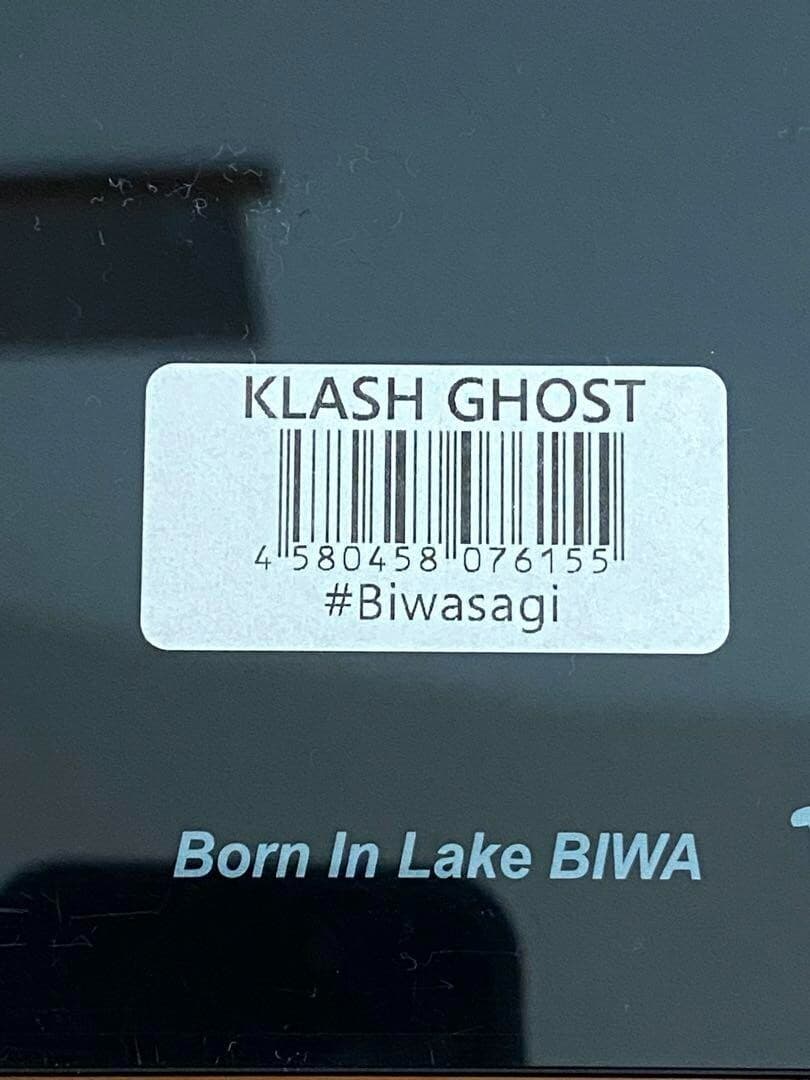 KLASH GHOST
4 580458 076155
#Biwasagi
Born In Lake BIWA